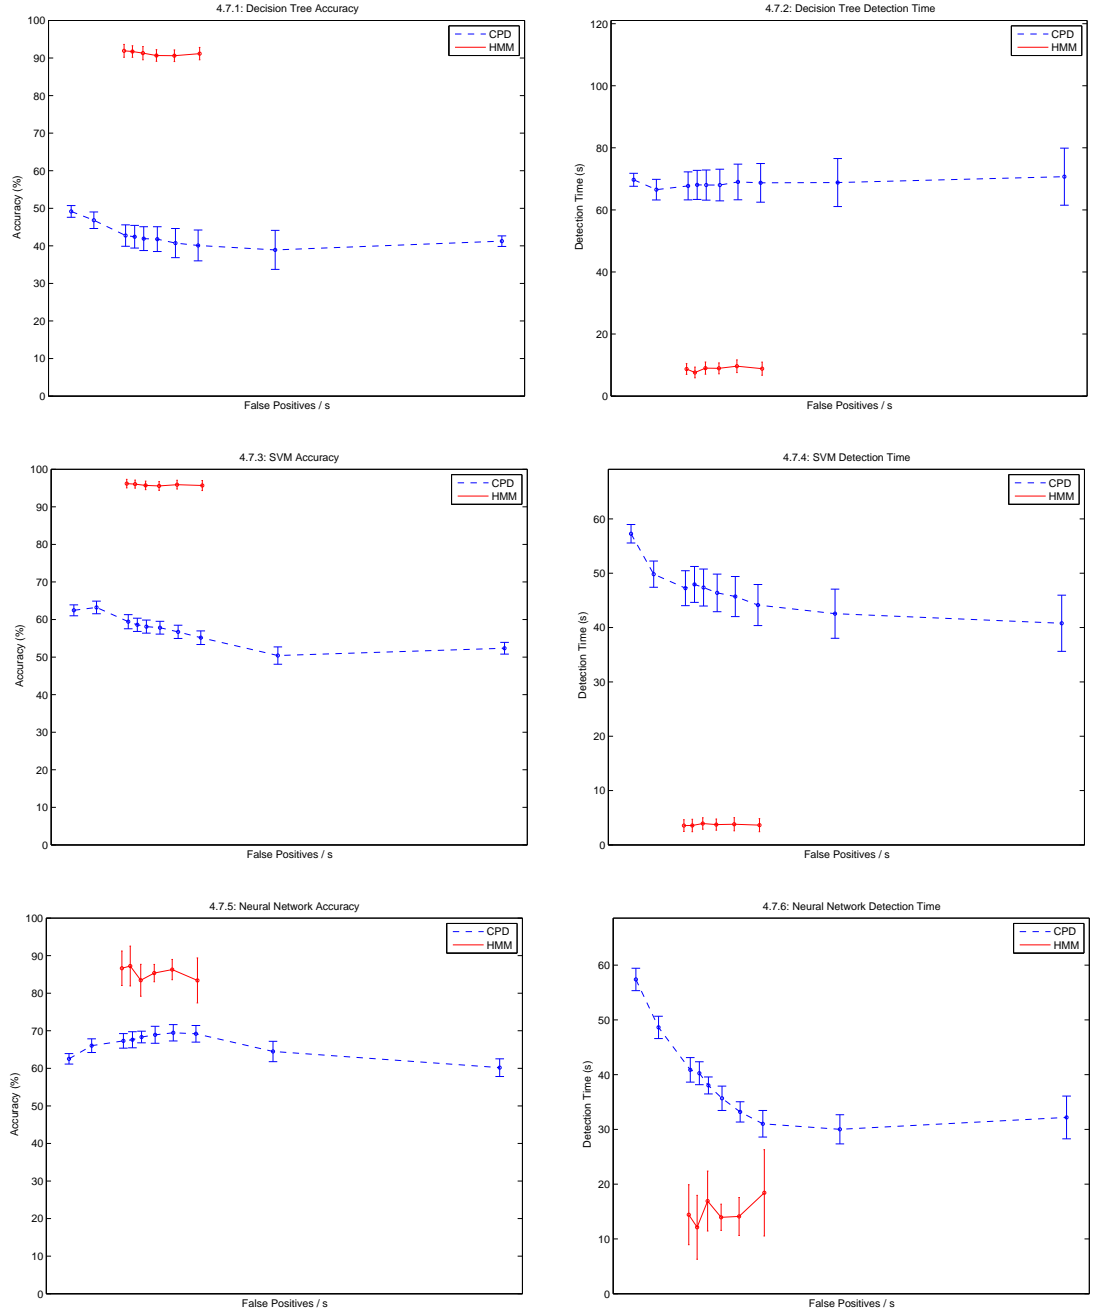 4.7.1: Decision Tree Accuracy
100
90
80
70
60
50
40
30
20
10
0
Accuracy (%)
False Positives / s
CPD
HMM
4.7.2: Decision Tree Detection Time
120
100
80
60
40
20
0
Detection Time (s)
False Positives / s
CPD
HMM
4.7.3: SVM Accuracy
100
90
80
70
60
50
40
30
20
10
0
Accuracy (%)
False Positives / s
CPD
HMM
4.7.4: SVM Detection Time
60
50
40
30
20
10
0
Detection Time (s)
False Positives / s
CPD
HMM
4.7.5: Neural Network Accuracy
100
90
80
70
60
50
40
30
20
10
0
Accuracy (%)
False Positives / s
CPD
HMM
4.7.6: Neural Network Detection Time
60
50
40
30
20
10
0
Detection Time (s)
False Positives / s
CPD
HMM